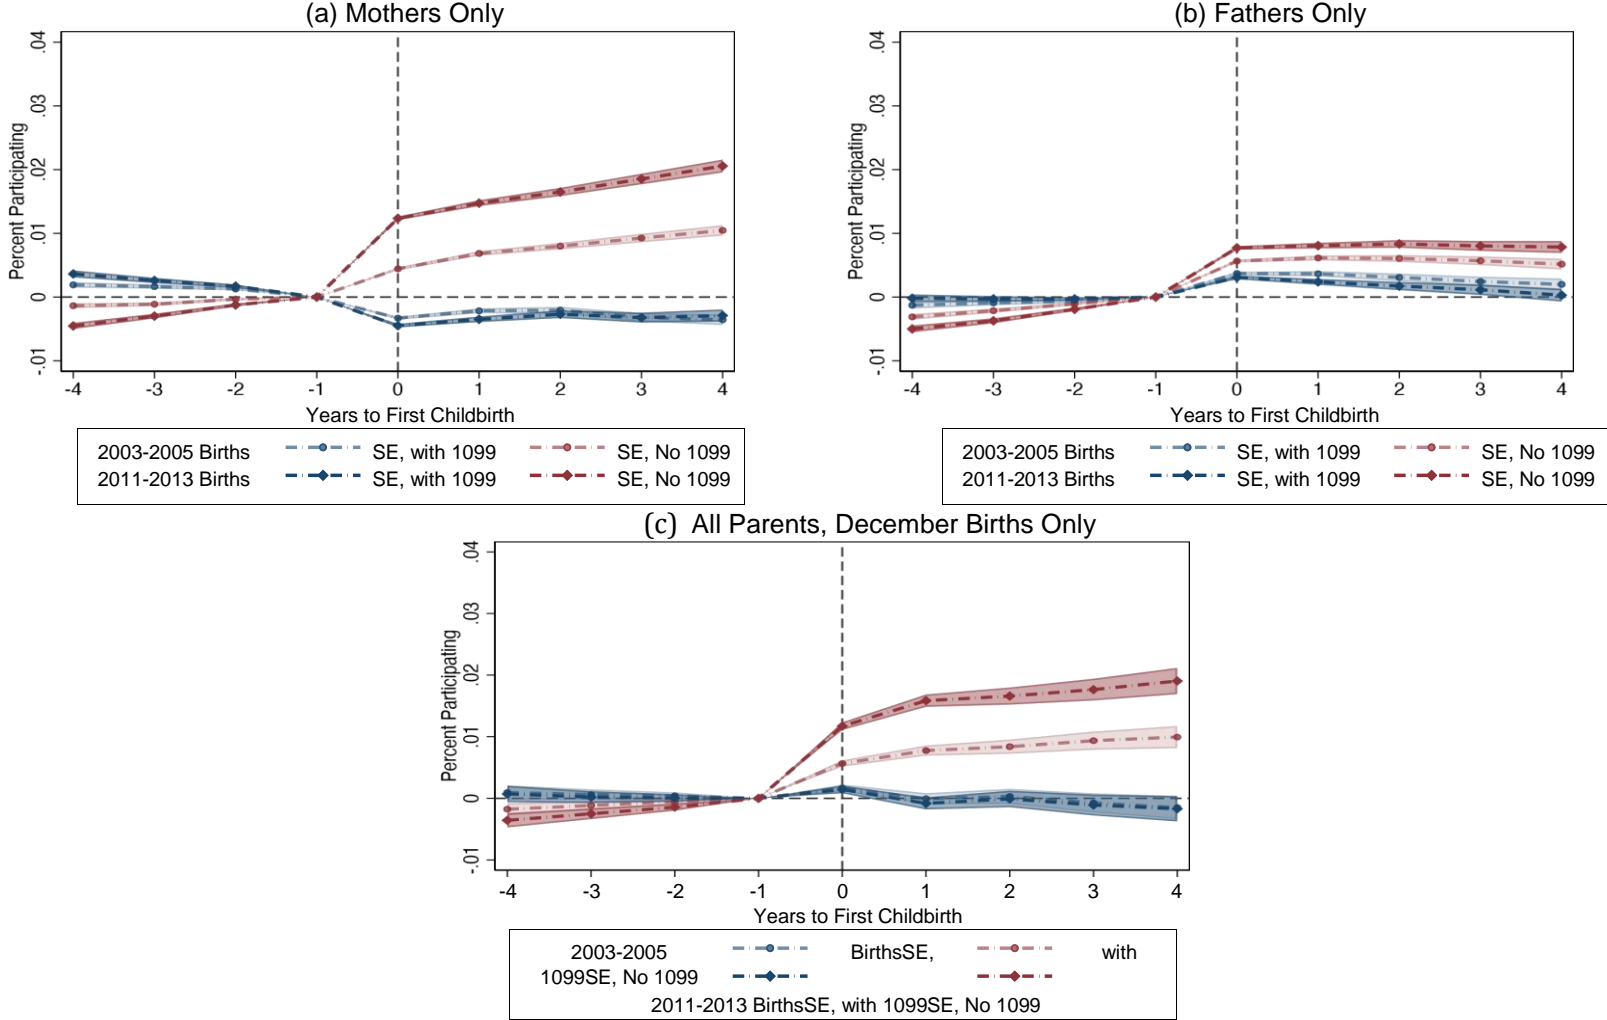 (a) Mothers Only
Percent Participating
.04
.03
.02
.01
0
-.01
-4 -3 -2 -1 0 1 2 3 4
Years to First Childbirth
2003-2005 Births SE, with 1099 SE, No 1099
2011-2013 Births SE, with 1099 SE, No 1099
(b) Fathers Only
Percent Participating
.04
.03
.02
.01
0
-.01
-4 -3 -2 -1 0 1 2 3 4
Years to First Childbirth
2003-2005 Births SE, with 1099 SE, No 1099
2011-2013 Births SE, with 1099 SE, No 1099
(c) All Parents, December Births Only
Percent Participating
.04
.03
.02
.01
0
-.01
-4 -3 -2 -1 0 1 2 3 4
Years to First Childbirth
2003-2005 BirthsSE, with
1099SE, No 1099
2011-2013 BirthsSE, with 1099SE, No 1099